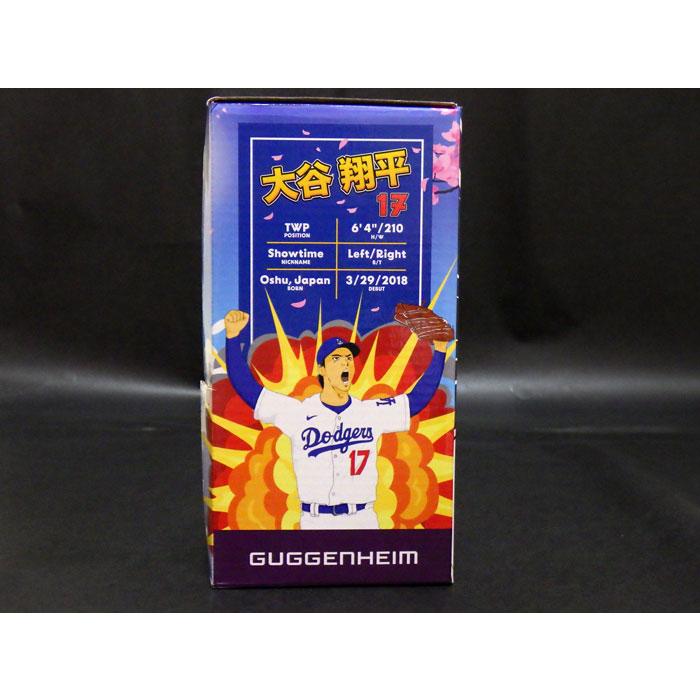 大谷 翔平
17
TWP
POSITION
6'4"/210
H/W
Showtime
NICKNAME
Left/Right
B/T
Oshu, Japan
BORN
3/29/2018
DEBUT
Dodgers
17
GUGGENHEIM